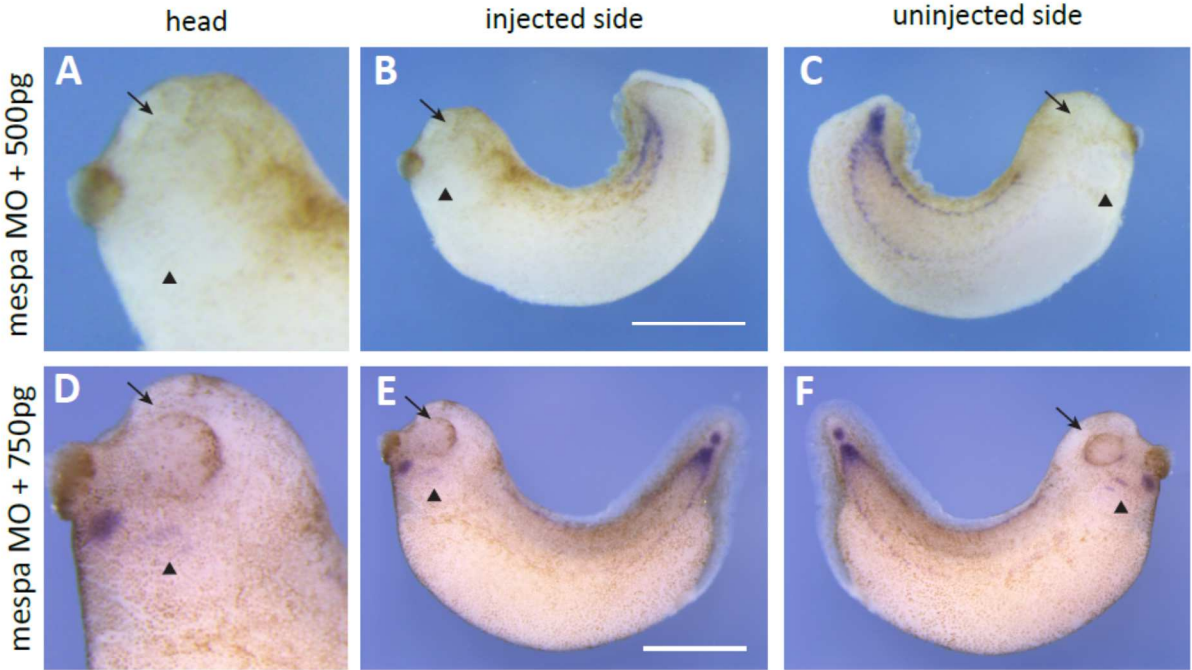 head
injected side
uninjected side
mespa MO + 500pg
A
B
C
mespa MO + 750pg
D
E
F